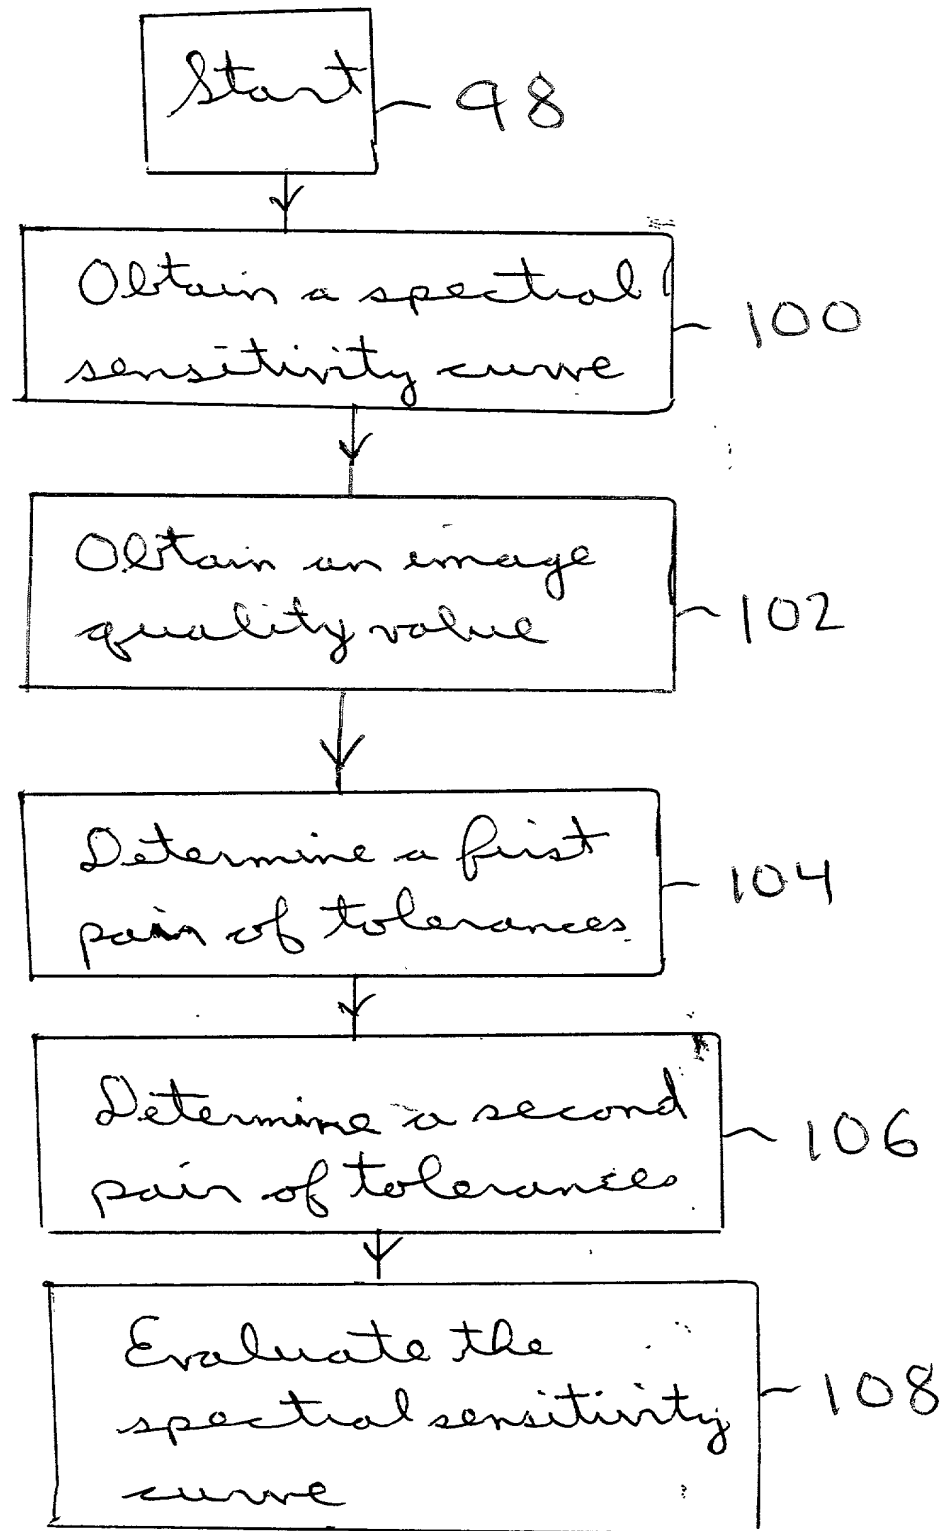 Start
98
Obtain a spectral
sensitivity curve
100
Obtain an image
quality value
102
Determine a first
pair of tolerances
104
Determine a second
pair of tolerances
106
Evaluate the
spectral sensitivity
curve
108